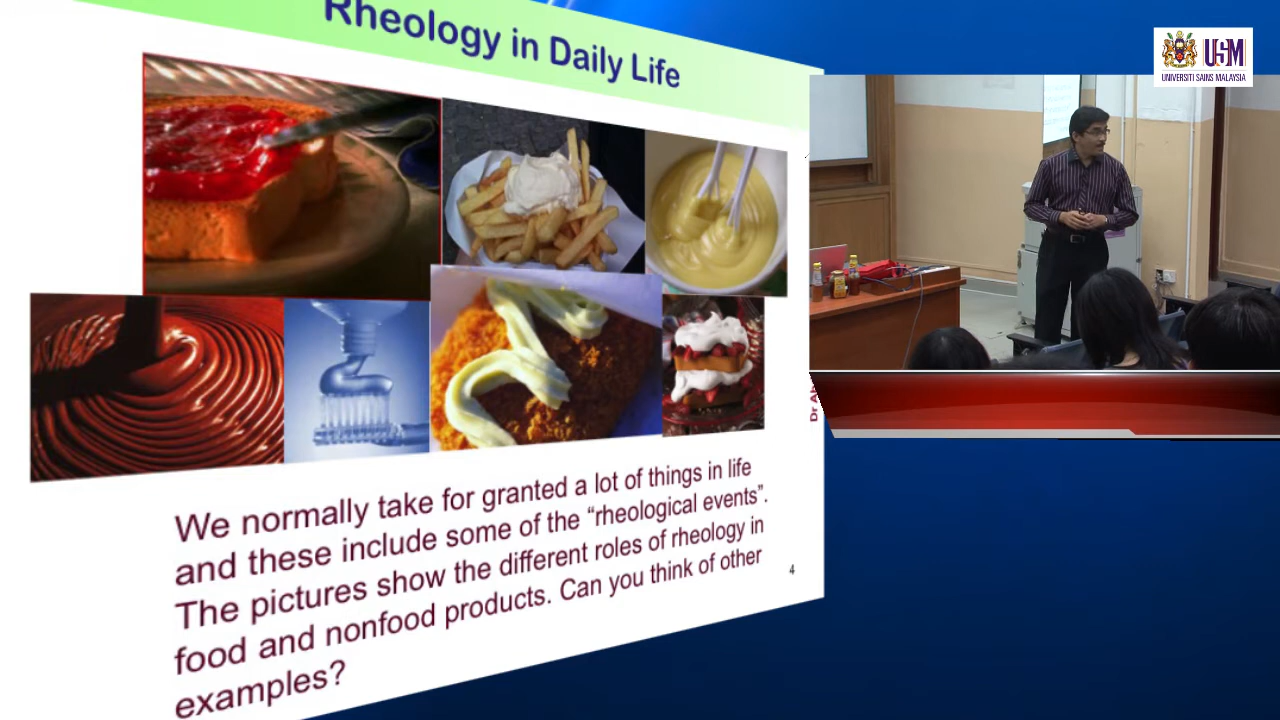 Rheology in Daily Life
USM
UNIVERSITI SAINS MALAYSIA
We normally take for granted a lot of things in life
and these include some of the “rheological events”.
The pictures show the different roles of rheology in
food and nonfood products. Can you think of other
examples?
4
Dr